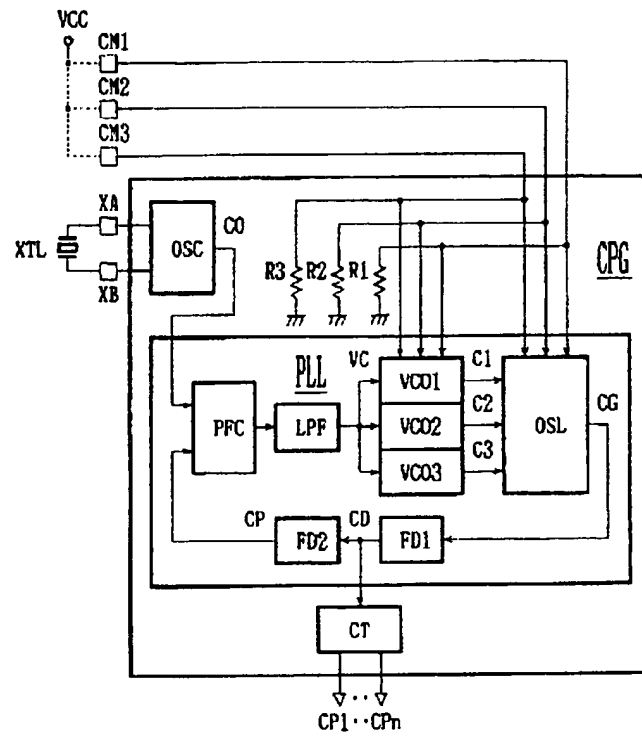 VCC
CM1
CM2
CM3
XA
CO
OSC
XTL
XB
R3 R2 R1
CPG
PLL
VC
VCO1
C1
VCO2
C2
VCO3
C3
OSL
CG
PFC
LPF
CP
FD2
CD
FD1
CT
CP1··CPn